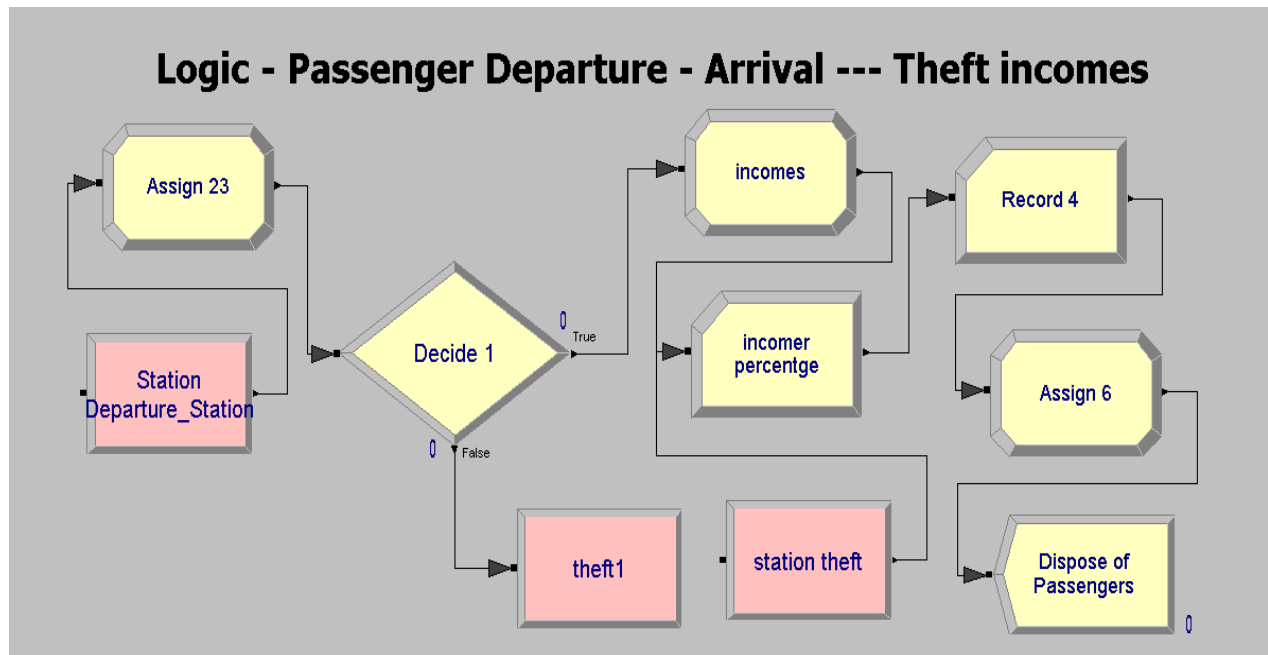 Logic - Passenger Departure - Arrival --- Theft incomes
Assign 23
Station
Departure_Station
Decide 1
0
True
0
False
theft1
incomes
incomer
percentge
station theft
Record 4
Assign 6
Dispose of
Passengers
0